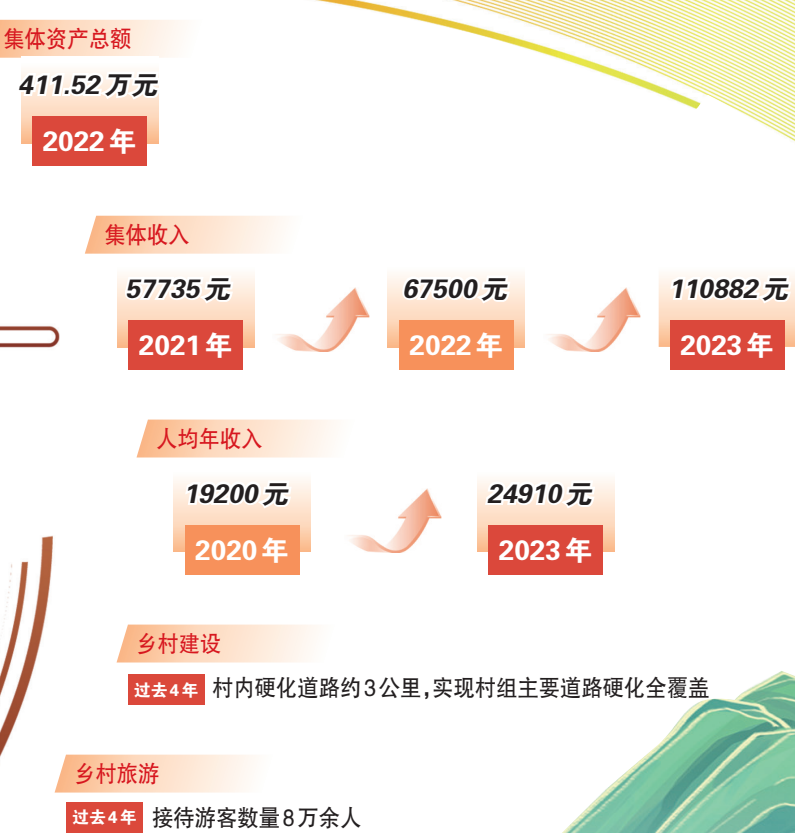 集体资产总额
411.52万元
2022年
集体收入
57735元 67500元 110882元
2021年 2022年 2023年
人均年收入
19200元 24910元
2020年 2023年
乡村建设
过去4年 村内硬化道路约3公里,实现村组主要道路硬化全覆盖
乡村旅游
过去4年 接待游客数量8万余人